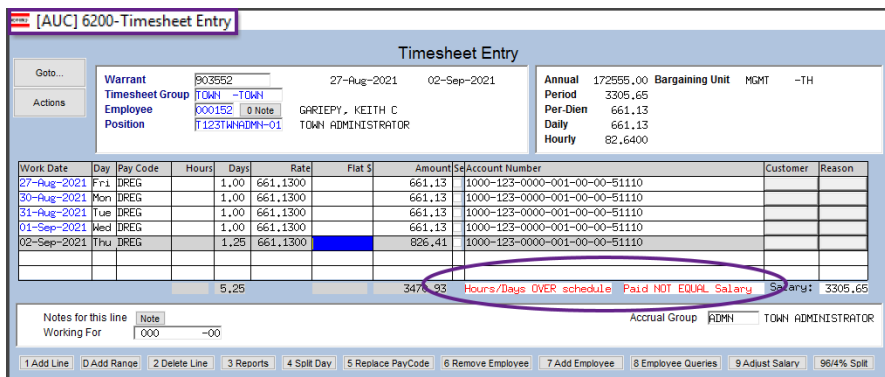 [AUC] 6200-Timesheet Entry
Timesheet Entry
Goto...
Actions
Warrant 903552 27-Aug-2021 02-Sep-2021
Timesheet Group TOWN -TOWN
Employee 000152 0 Note GARIEPY, KEITH C
Position T123TWNADMN-01 TOWN ADMINISTRATOR
Annual 172555.00 Bargaining Unit MGMT -TH
Period 3305.65
Per-Dien 661.13
Daily 661.13
Hourly 82.6400
Work Date Day Pay Code Hours Days Rate Flat $ Amount Se Account Number Customer Reason
27-Aug-2021 Fri DREG 1.00 661.1300 661.13 1000-123-0000-001-00-00-51110
30-Aug-2021 Mon DREG 1.00 661.1300 661.13 1000-123-0000-001-00-00-51110
31-Aug-2021 Tue DREG 1.00 661.1300 661.13 1000-123-0000-001-00-00-51110
01-Sep-2021 Wed DREG 1.00 661.1300 661.13 1000-123-0000-001-00-00-51110
02-Sep-2021 Thu DREG 1.25 661.1300 826.41 1000-123-0000-001-00-00-51110
5.25 3470.93 Hours/Days OVER schedule Paid NOT EQUAL Salary Salary: 3305.65
Notes for this line Note Accrual Group ADMN TOWN ADMINISTRATOR
Working For 000 -00
1 Add Line D Add Range 2 Delete Line 3 Reports 4 Split Day 5 Replace PayCode 6 Remove Employee 7 Add Employee 8 Employee Queries 9 Adjust Salary 96/4% Split